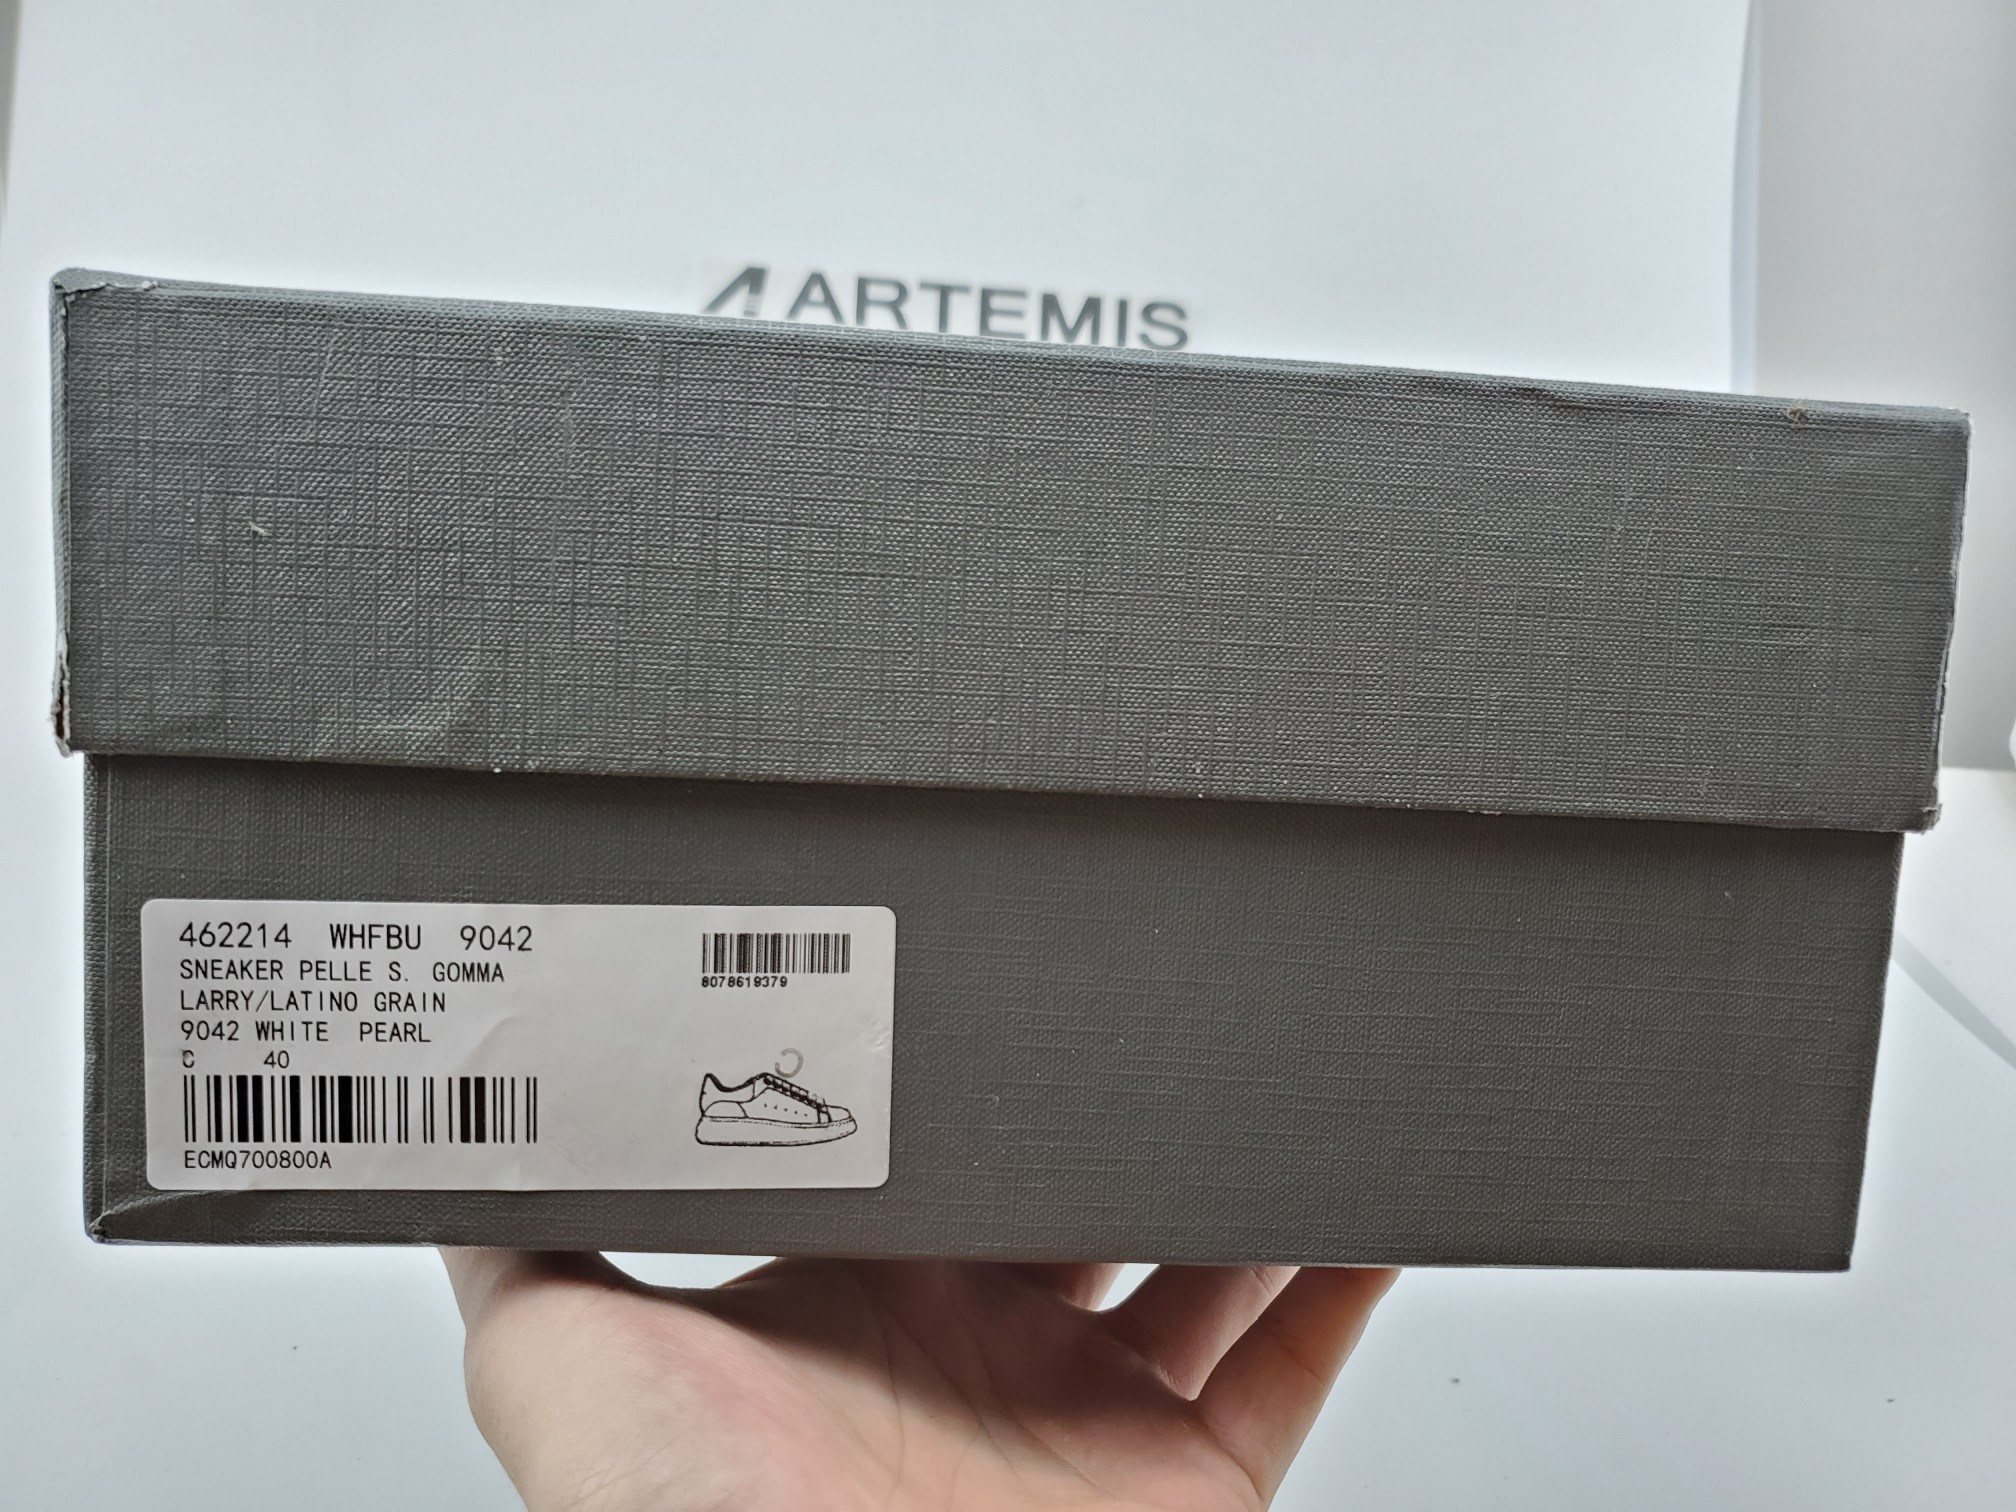 ARTEMIS
462214 WHFBU 9042
SNEAKER PELLE S. GOMMA
LARRY/LATINO GRAIN
9042 WHITE PEARL
C 40
ECMQ700800A
8078619379